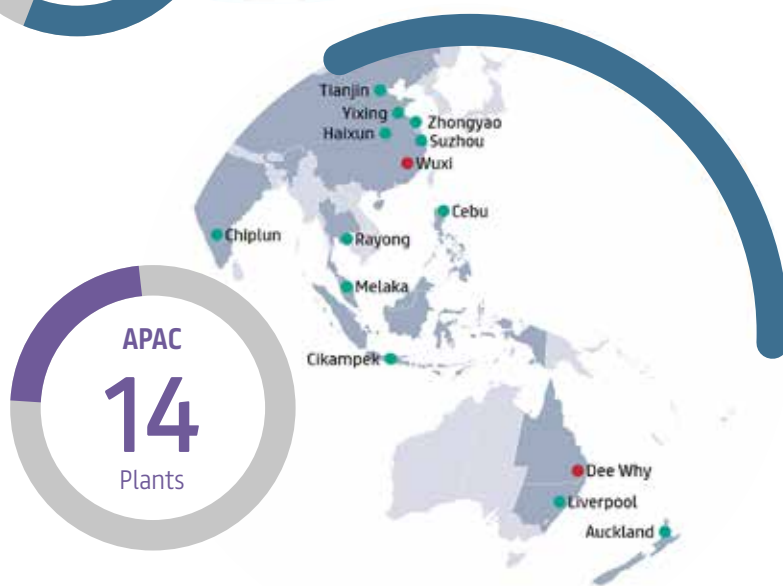 Tianjin
Yixing
Zhongyao
Haixun
Suzhou
Wuxi
Cebu
Chiplun
Rayong
Melaka
APAC
14
Plants
Cikampek
Dee Why
Liverpool
Auckland